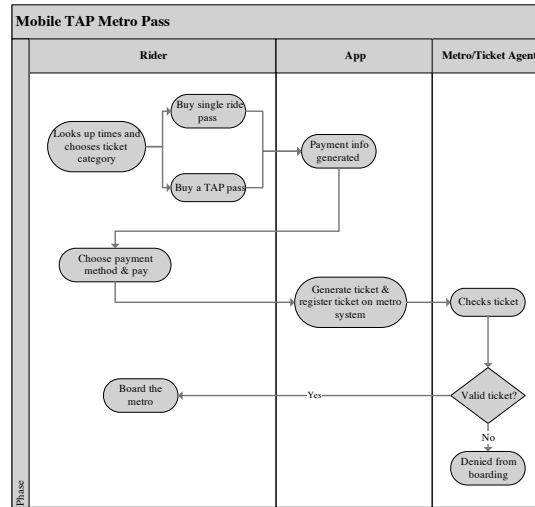 Mobile TAP Metro Pass
Rider
App
Metro/Ticket Agent
Phase
Looks up times and
chooses ticket
category
Buy single ride
pass
Buy a TAP pass
Payment info
generated
Choose payment
method & pay
Generate ticket &
register ticket on metro
system
Checks ticket
Valid ticket?
Yes
Board the
metro
No
Denied from
boarding